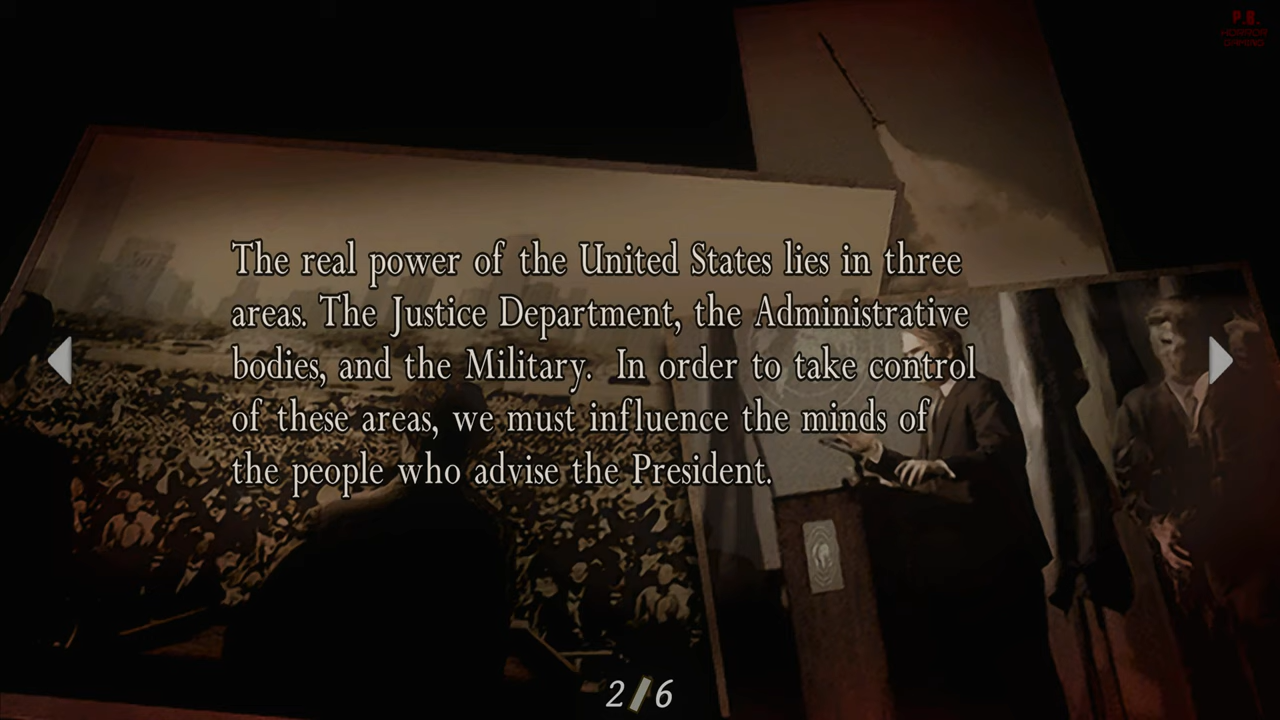 P.B.
HORROR
GAMING
The real power of the United States lies in three
areas. The Justice Department, the Administrative
bodies, and the Military.  In order to take control
of these areas, we must influence the minds of
the people who advise the President.
2/6